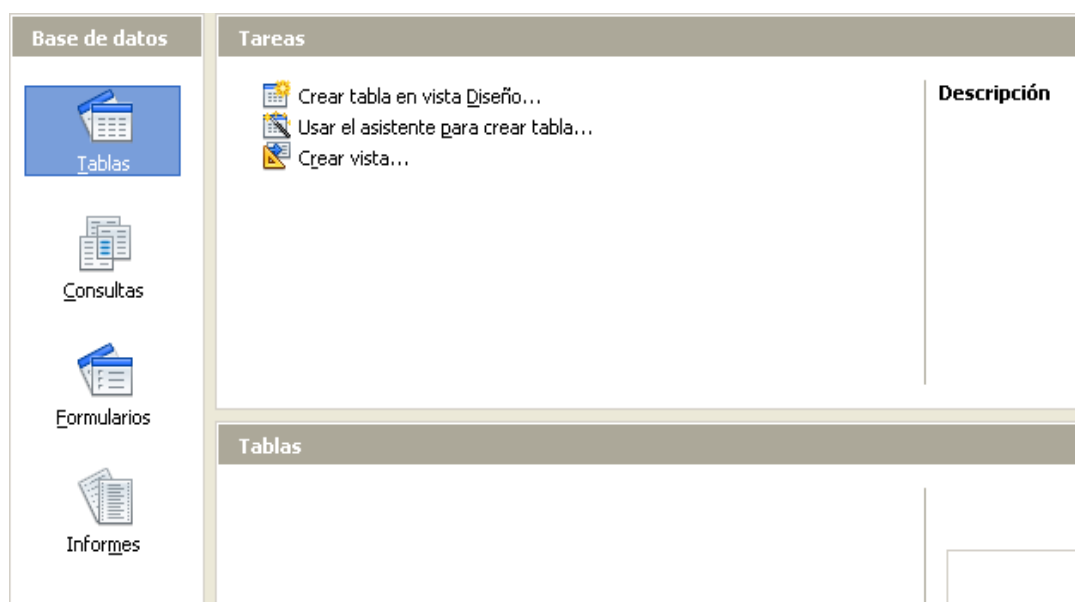 Base de datos
Tablas
Consultas
Formularios
Informes
Tareas
Crear tabla en vista Diseño...
Usar el asistente para crear tabla...
Crear vista...
Descripción
Tablas